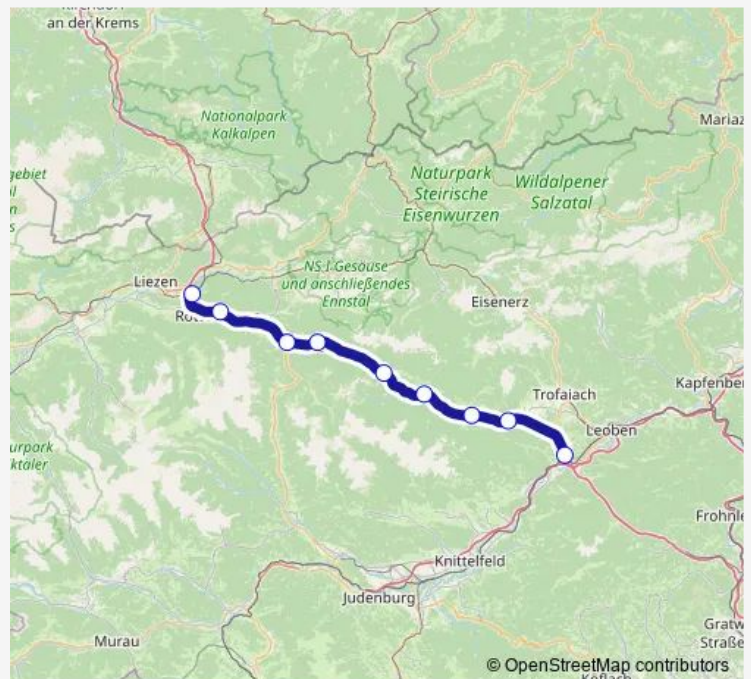 an der Krems
Nationalpark
Kalkalpen
Mariaz
Naturpark
Steirische
Eisenwurzen
Wildalpener
Salzatal
gebiet
Liezen
NS I Gesäuse
und anschließendes
Ennstal
Eisenerz
Kapfenber
Trofaiach
Leoben
urpark
ktäler
Frohnle
Knittelfeld
Judenburg
Gratw
Straße
Murau
© OpenStreetMap contributors